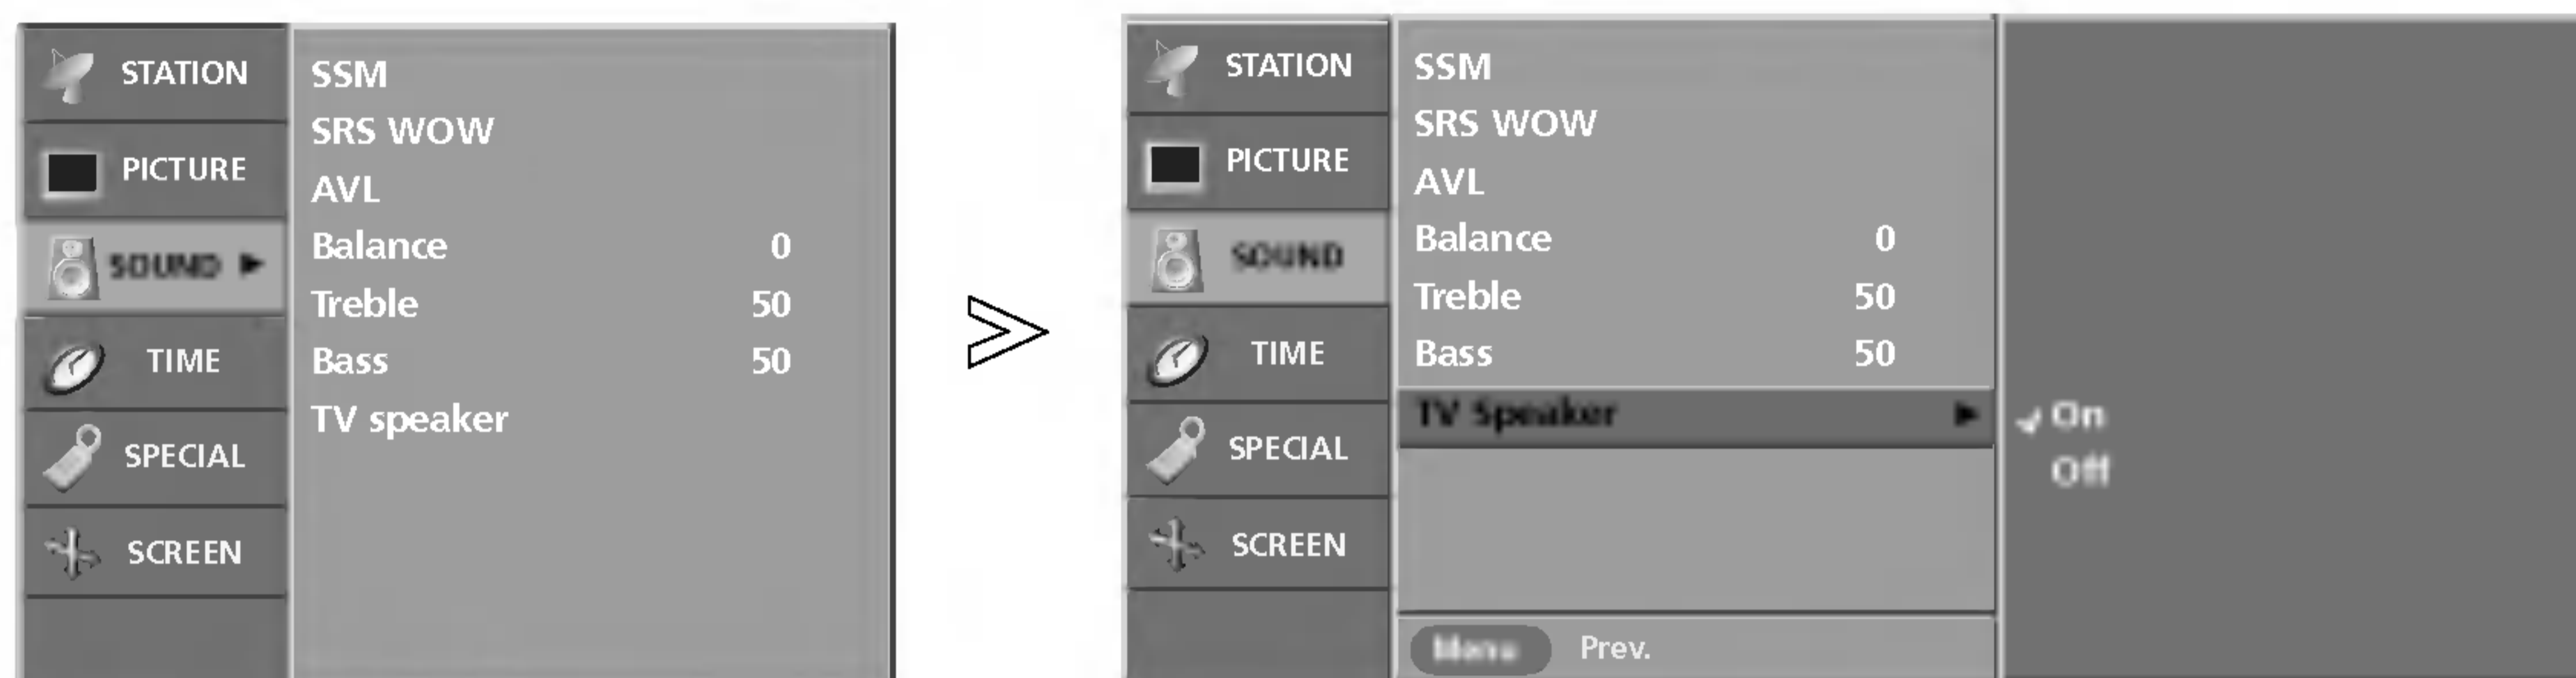 STATION
PICTURE
SOUND ▶
TIME
SPECIAL
SCREEN
SSM
SRS WOW
AVL
Balance 0
Treble 50
Bass 50
TV speaker
STATION
PICTURE
SOUND
TIME
SPECIAL
SCREEN
SSM
SRS WOW
AVL
Balance 0
Treble 50
Bass 50
TV Speaker ▶
✔ On
Off
Menu Prev.